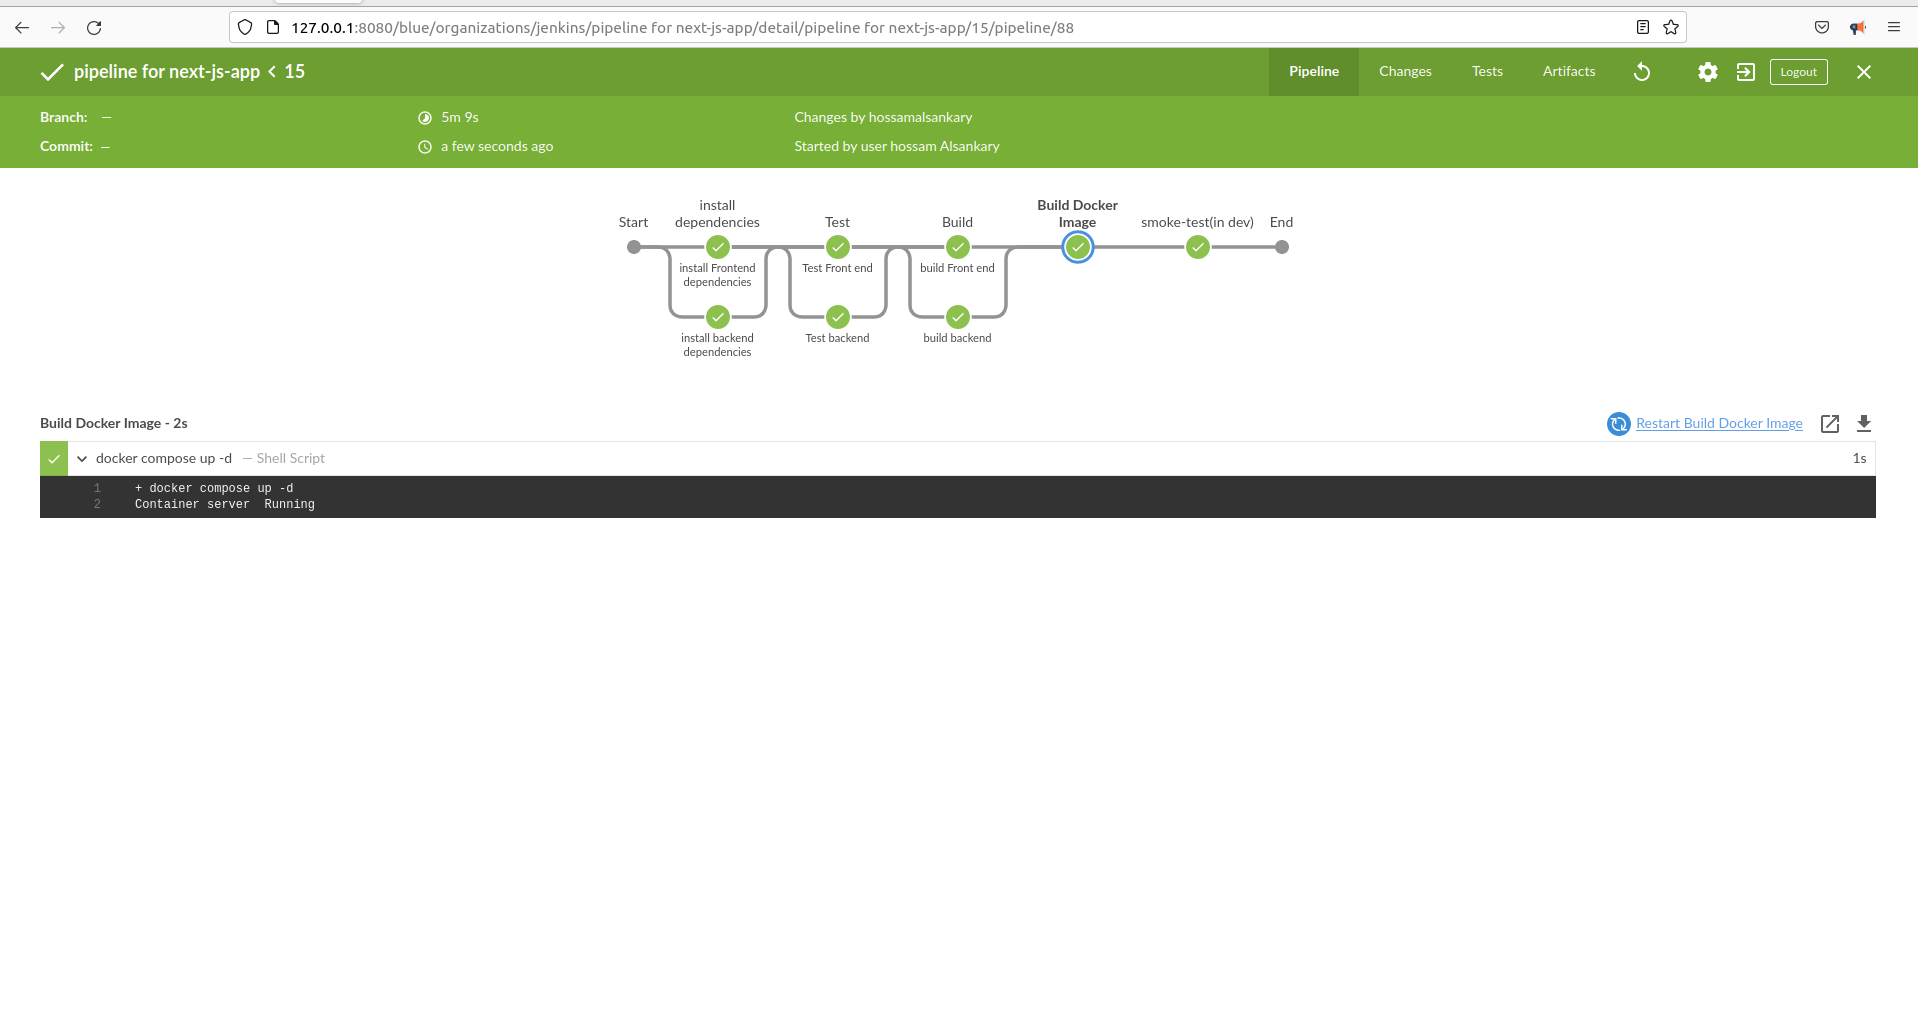 127.0.0.1:8080/blue/organizations/jenkins/pipeline for next-js-app/detail/pipeline for next-js-app/15/pipeline/88
pipeline for next-js-app < 15
Pipeline
Changes
Tests
Artifacts
Logout
Branch: —
5m 9s
Changes by hossamalsankary
Commit: —
a few seconds ago
Started by user hossam Alsankary
Start
install
dependencies
Test
Build
Build Docker
Image
smoke-test(in dev)
End
install Frontend
dependencies
Test Front end
build Front end
install backend
dependencies
Test backend
build backend
Build Docker Image - 2s
Restart Build Docker Image
docker compose up -d — Shell Script
1s
1 + docker compose up -d
2 Container server  Running